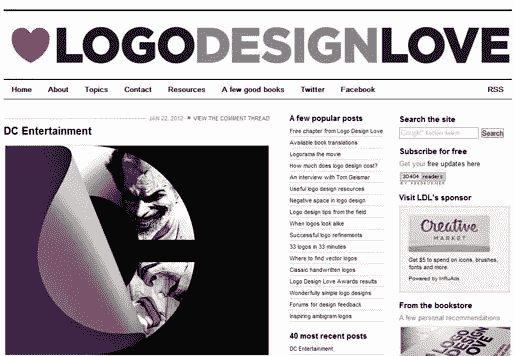 LOGODESIGNLOVE
Home About Topics Contact Resources A few good books Twitter Facebook RSS
JAN 22, 2012 • VIEW THE COMMENT THREAD
DC Entertainment
A few popular posts
Free chapter from Logo Design Love
Available book translations
Logorama the movie
How much does logo design cost?
An interview with Tom Geismar
Useful logo design resources
Negative space in logo design
Logo design tips from the field
When logos look alike
Successful logo refinements
33 logos in 33 minutes
Where to find vector logos
Classic handwritten logos
Logo Design Love Awards results
Wonderfully simple logo designs
Forums for design feedback
Inspiring ambigram logos
40 most recent posts
DC Entertainment
Search the site
Google™ Custom Search Search
Subscribe for free
Get your free updates here
30404 readers
BY FEEDBURNER
Visit LDL's sponsor
Creative
MARKET
Get $5 to spend on icons, brushes,
fonts and more.
Powered by InfluAds
From the bookstore
A few personal recommendations